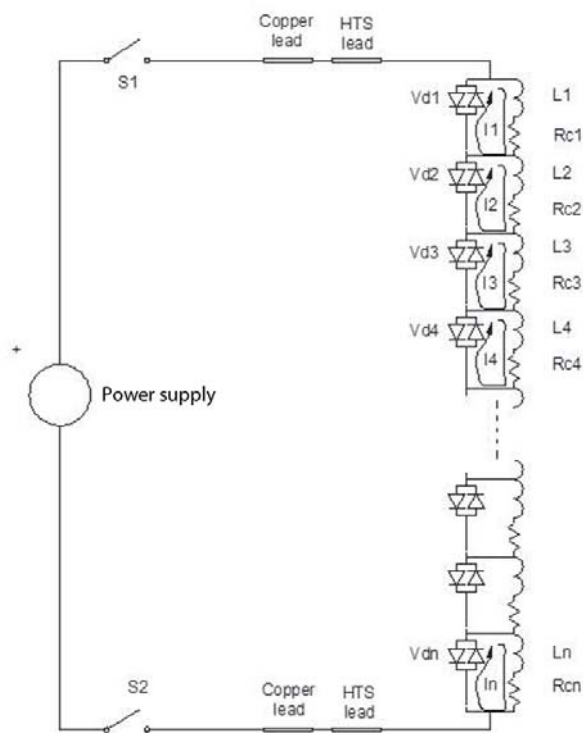 Copper lead
HTS lead
S1
Vd1
I1
L1
Rc1
Vd2
I2
L2
Rc2
Vd3
I3
L3
Rc3
Vd4
I4
L4
Rc4
+
Power supply
Vdn
In
Ln
Rcn
S2
Copper lead
HTS lead